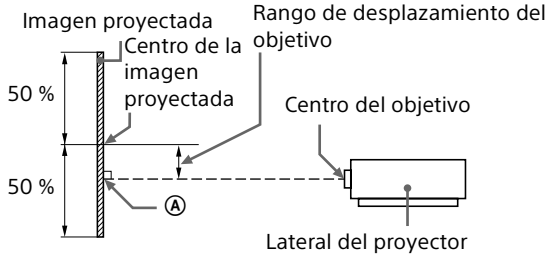 Imagen proyectada
Centro de la
imagen
proyectada
Rango de desplazamiento del
objetivo
50 %
Centro del objetivo
50 %
A
Lateral del proyector